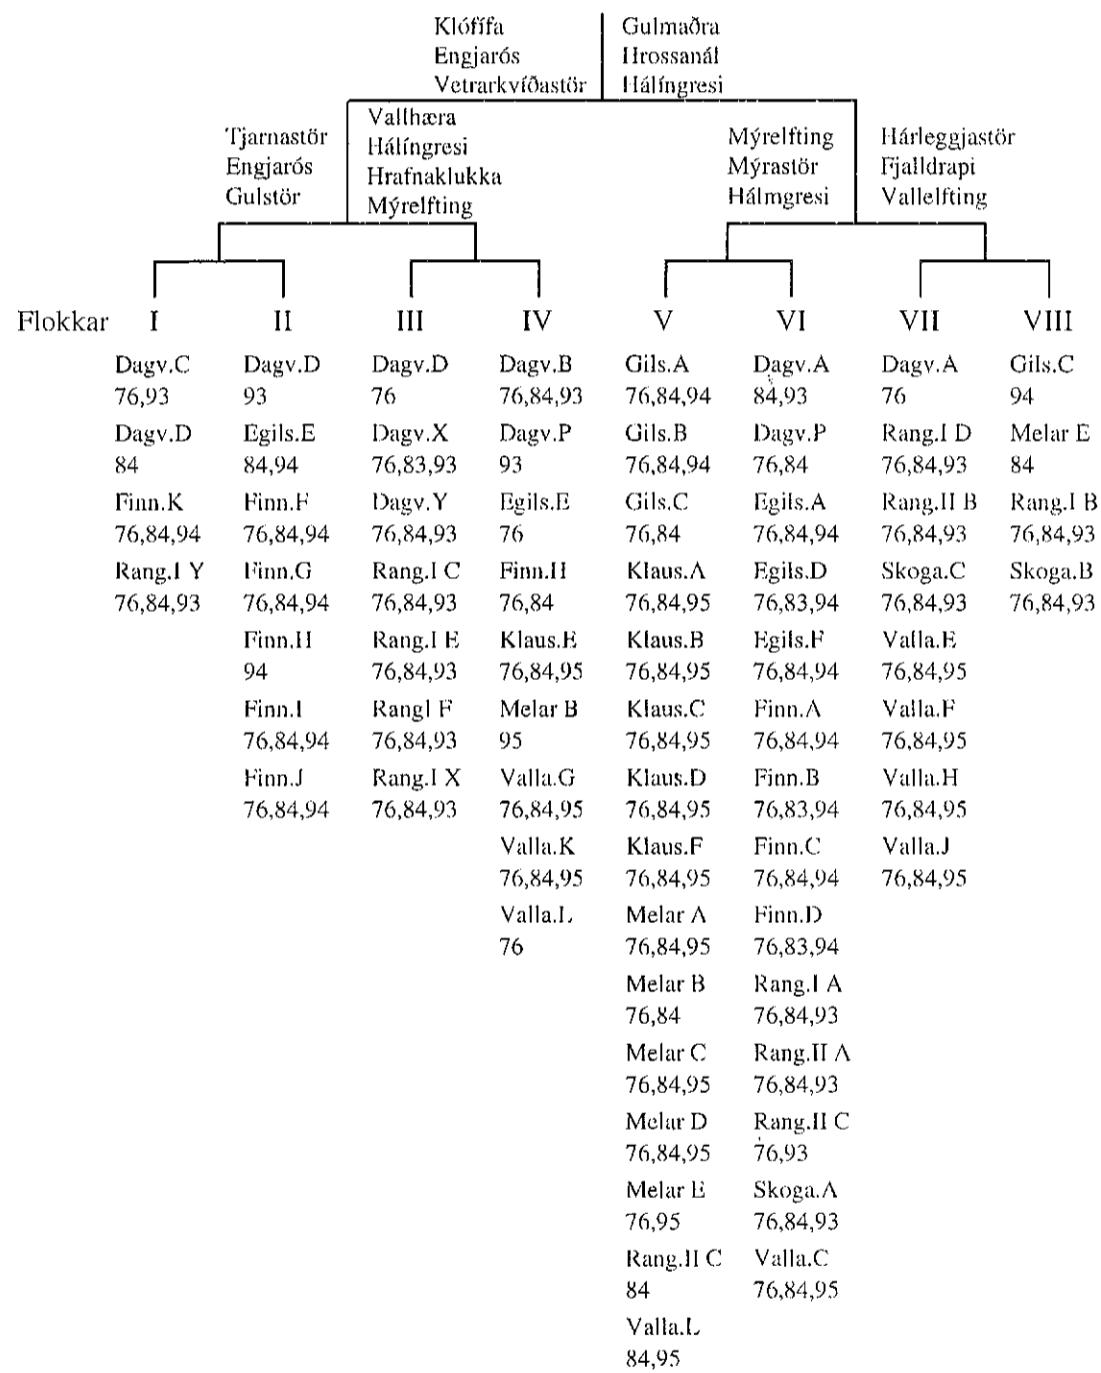 Klófífa Gulmaðra
Engjarós Hrossanál
Vetrarkvíðastör Hálíngresi
Tjarnastör
Engjarós
Gulstör
Vallhæra
Hálíngresi
Hrafnaklukka
Mýrelfting
Mýrelfting
Mýrastör
Hálmgresi
Hárleggjastör
Fjalldrapi
Vallelfting
Flokkar I II III IV V VI VII VIII
Dagv.C Dagv.D Dagv.D Dagv.B Gils.A Dagv.A Dagv.A Gils.C
76,93 93 76 76,84,93 76,84,94 84,93 76 94
Dagv.D Egils.E Dagv.X Dagv.P Gils.B Dagv.P Rang.I D Melar E
84 84,94 76,83,93 93 76,84,94 76,84 76,84,93 84
Finn.K Finn.F Dagv.Y Egils.E Gils.C Egils.A Rang.II B Rang.I B
76,84,94 76,84,94 76,84,93 76 76,84 76,84,94 76,84,93 76,84,93
Rang.I Y Finn.G Rang.I C Finn.H Klaus.A Egils.D Skoga.C Skoga.B
76,84,93 76,84,94 76,84,93 76,84 76,84,95 76,83,94 76,84,93 76,84,93
Finn.H Rang.I E Klaus.E Klaus.B Egils.F Valla.E
94 76,84,93 76,84,95 76,84,95 76,84,94 76,84,95
Finn.I RangI F Melar B Klaus.C Finn.A Valla.F
76,84,94 76,84,93 95 76,84,95 76,84,94 76,84,95
Finn.J Rang.I X Valla.G Klaus.D Finn.B Valla.H
76,84,94 76,84,93 76,84,95 76,84,95 76,83,94 76,84,95
Valla.K Klaus.F Finn.C Valla.J
76,84,95 76,84,95 76,84,94 76,84,95
Valla.L Melar A Finn.D
76 76,84,95 76,83,94
Melar B Rang.I A
76,84 76,84,93
Melar C Rang.II A
76,84,95 76,84,93
Melar D Rang.II C
76,84,95 76,93
Melar E Skoga.A
76,95 76,84,93
Rang.II C Valla.C
84 76,84,95
Valla.L
84,95